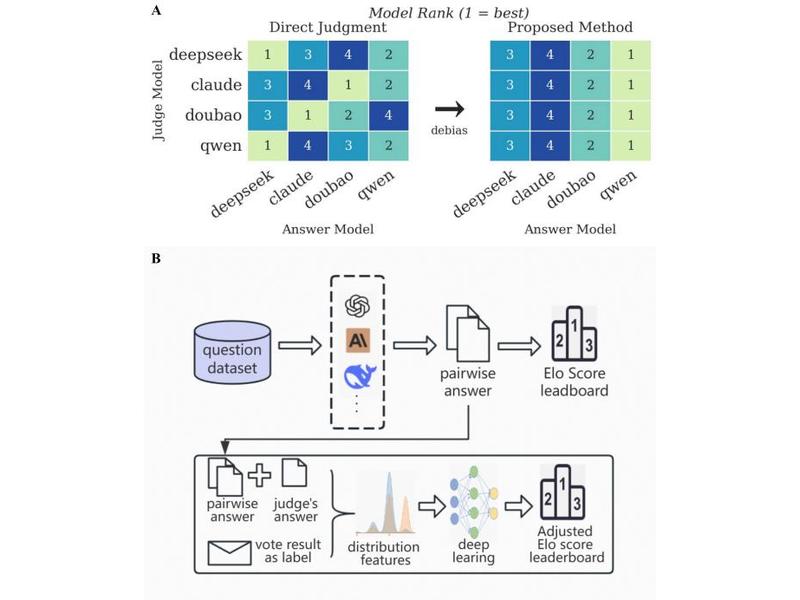 A
Model Rank (1 = best)
Direct Judgment
Proposed Method
Judge Model
deepseek 1 3 4 2
claude 3 4 1 2
doubao 3 1 2 4
qwen 1 4 3 2
deepseek claude doubao qwen
Answer Model
debias
3 4 2 1
3 4 2 1
3 4 2 1
3 4 2 1
deepseek claude doubao qwen
Answer Model
B
question
dataset
A\
pairwise
answer
2 1 3
Elo Score
leadboard
pairwise
answer
judge's
answer
vote result
as label
distribution
features
deep
learing
2 1 3
Adjusted
Elo score
leaderboard